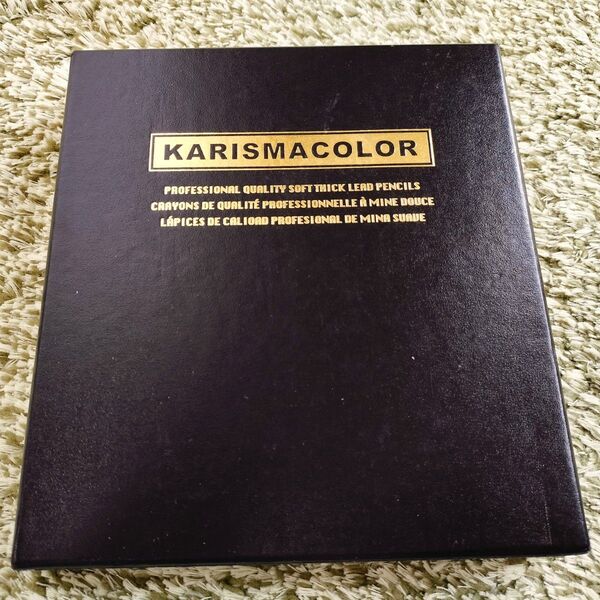 KARISMACOLOR
PROFESSIONAL QUALITY SOFT THICK LEAD PENCILS
CRAYONS DE QUALITÉ PROFESSIONNELLE À MINE DOUCE
LÁPICES DE CALIOAD PROFESIONAL DE MINA SUAVE